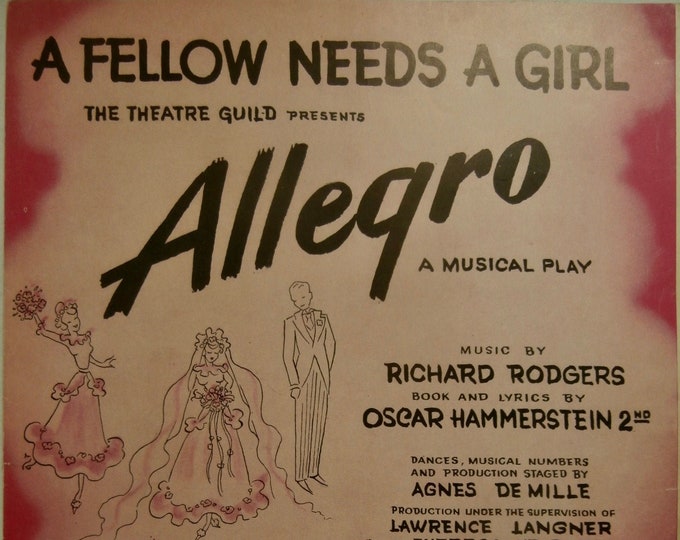 A FELLOW NEEDS A GIRL
THE THEATRE GUILD PRESENTS
Allegro
A MUSICAL PLAY
MUSIC BY
RICHARD RODGERS
BOOK AND LYRICS BY
OSCAR HAMMERSTEIN 2ND
DANCES, MUSICAL NUMBERS
AND PRODUCTION STAGED BY
AGNES DE MILLE
PRODUCTION UNDER THE SUPERVISION OF
LAWRENCE LANGNER